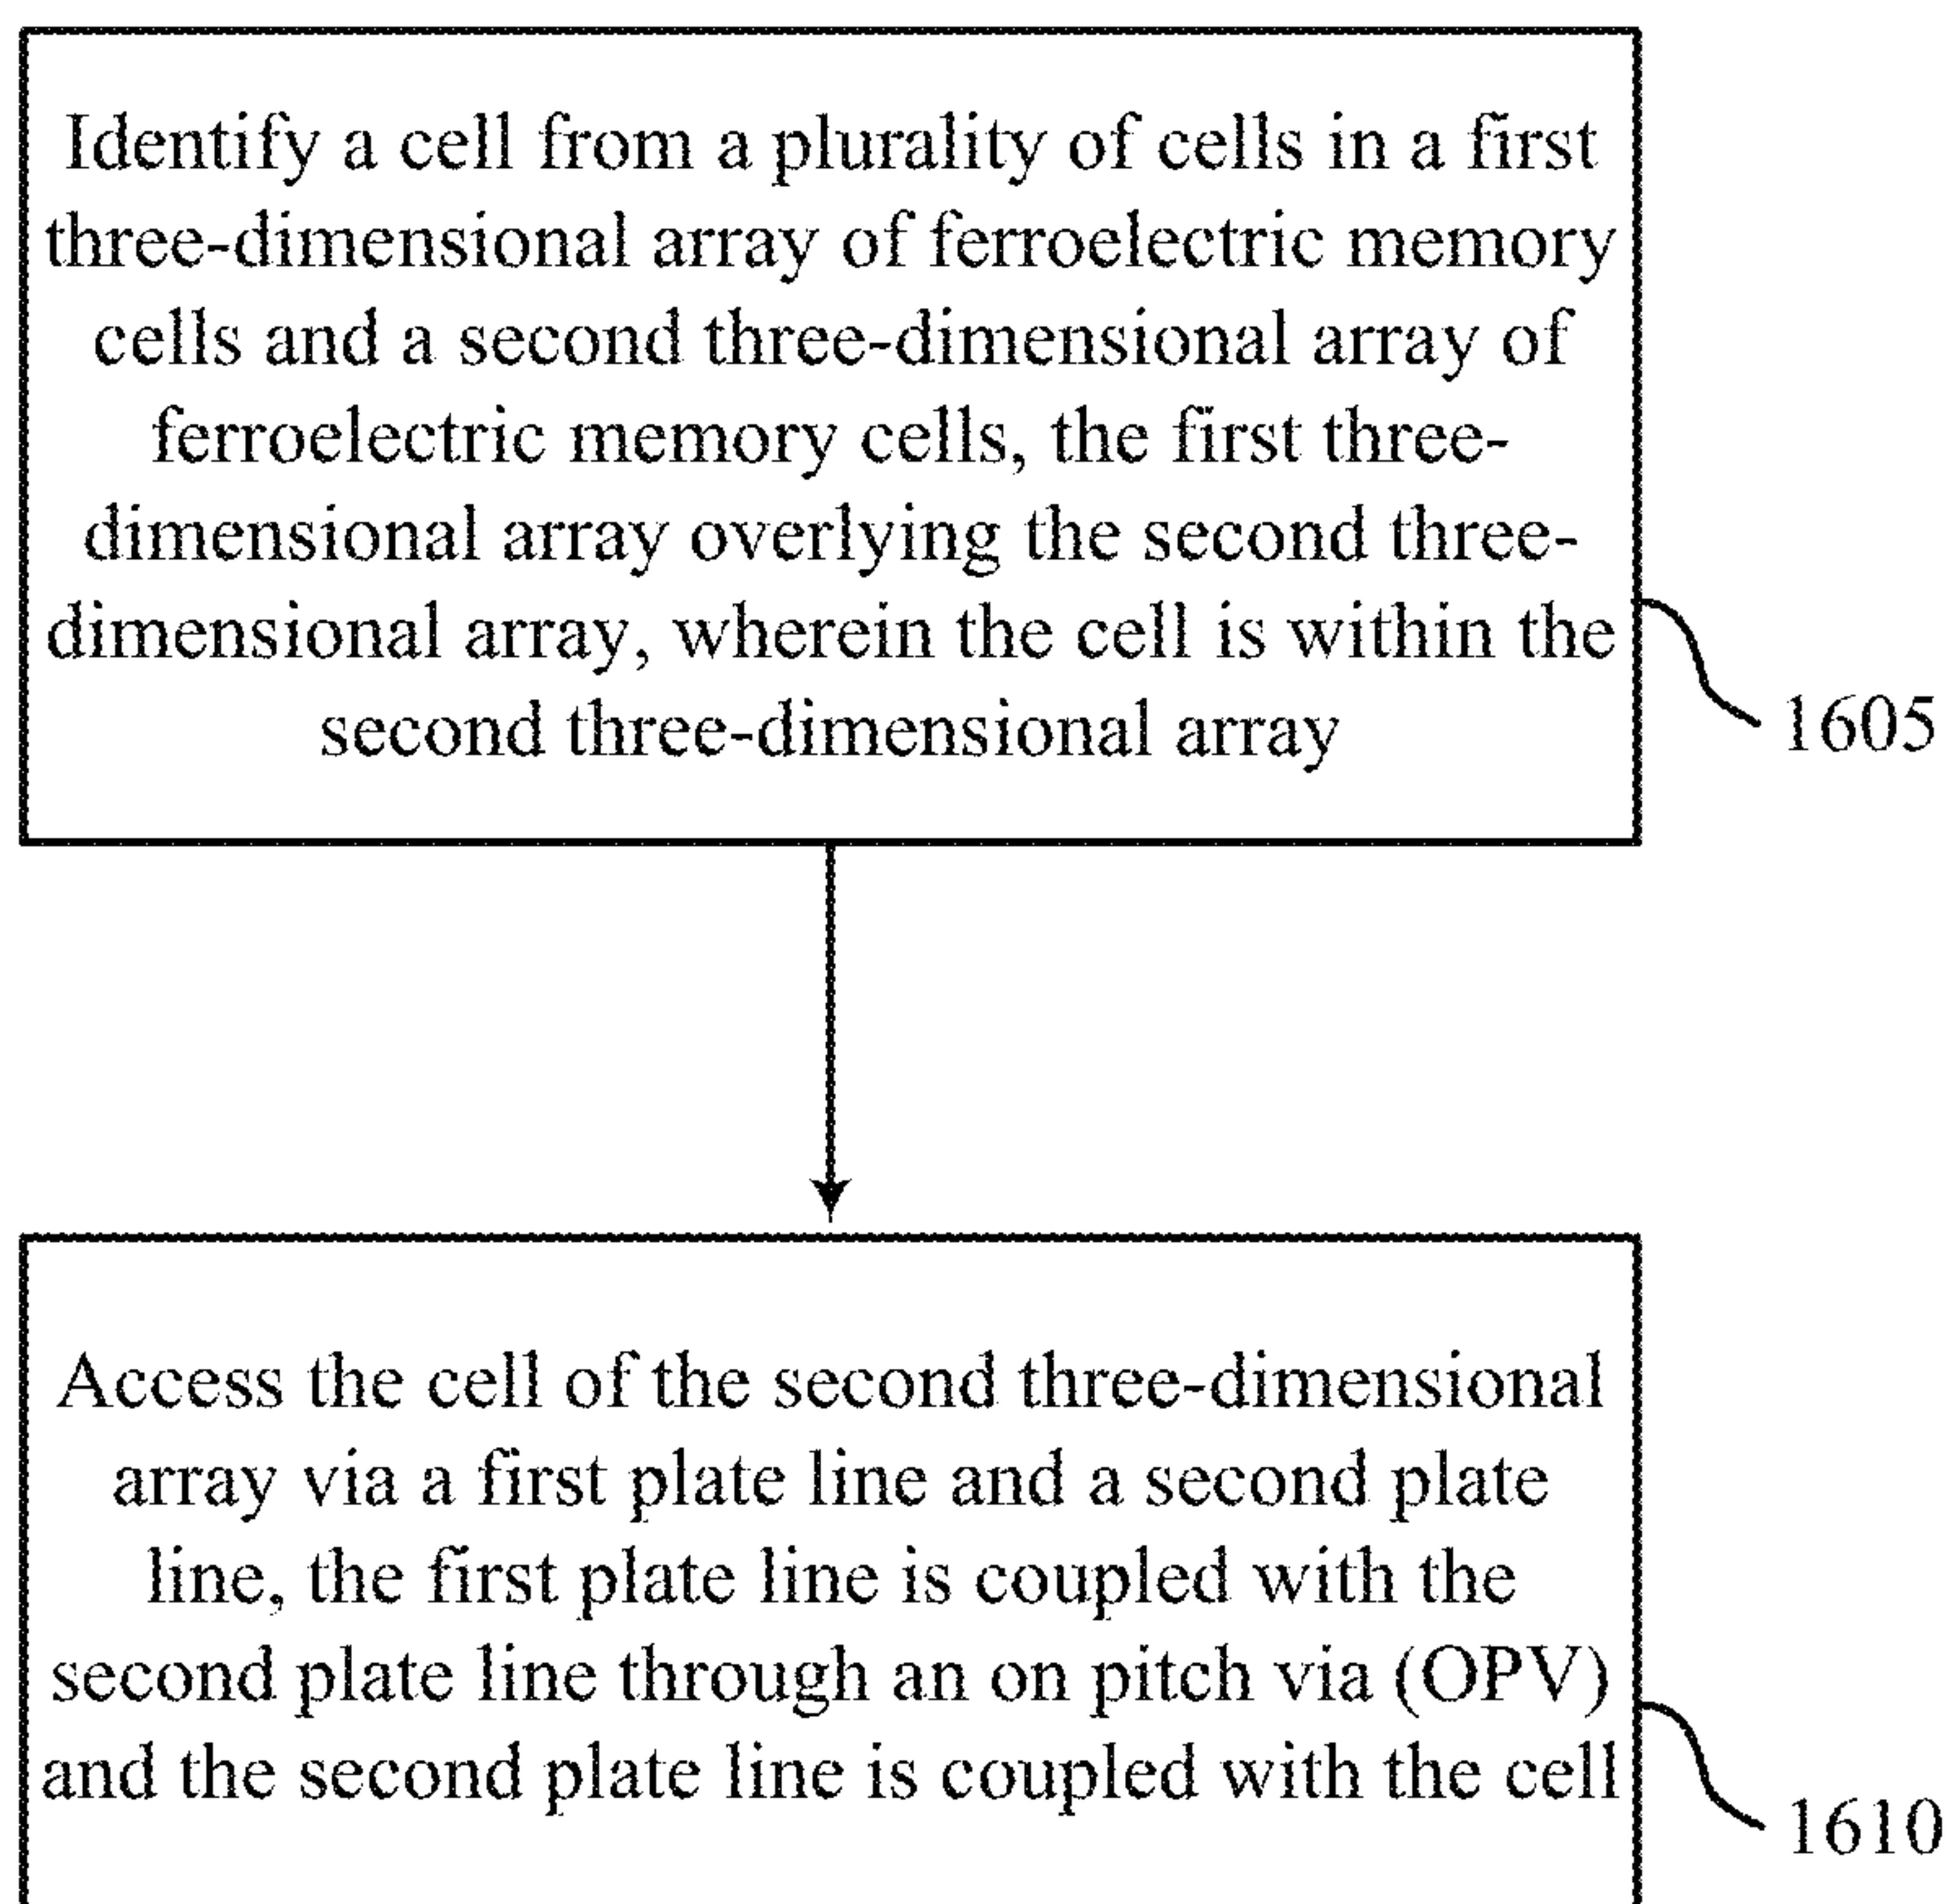 Identify a cell from a plurality of cells in a first
three-dimensional array of ferroelectric memory
cells and a second three-dimensional array of
ferroelectric memory cells, the first three-
dimensional array overlying the second three-
dimensional array, wherein the cell is within the
second three-dimensional array
1605
Access the cell of the second three-dimensional
array via a first plate line and a second plate
line, the first plate line is coupled with the
second plate line through an on pitch via (OPV)
and the second plate line is coupled with the cell
1610